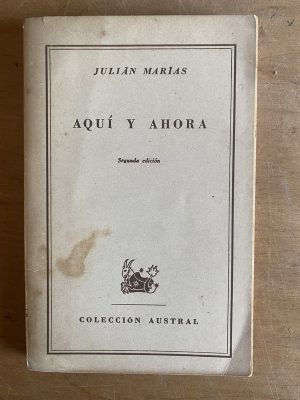 JULIÁN MARÍAS
AQUÍ Y AHORA
Segunda edición
COLECCIÓN AUSTRAL